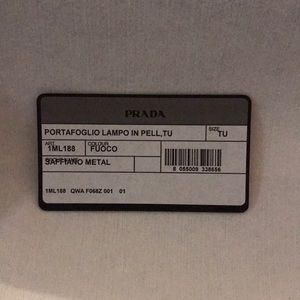 PRADA
PORTAFOGLIO LAMPO IN PELL,TU
SIZE
TU
ART
1ML188
COLOUR
FUOCO
SAFFIANO METAL
8 055009 338656
1ML188 QWA F068Z 001 01